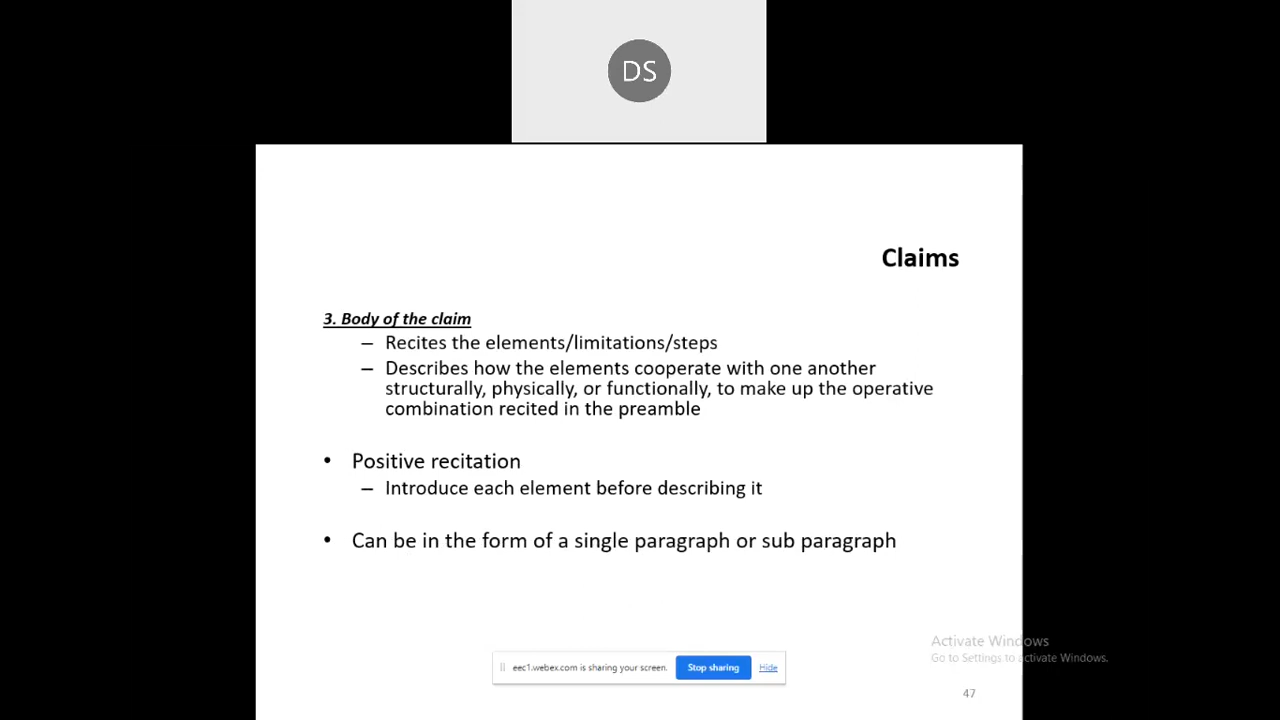 DS
Claims
3. Body of the claim
– Recites the elements/limitations/steps
– Describes how the elements cooperate with one another
structurally, physically, or functionally, to make up the operative
combination recited in the preamble
• Positive recitation
– Introduce each element before describing it
• Can be in the form of a single paragraph or sub paragraph
Activate Windows
Go to Settings to activate Windows.
eec1.webex.com is sharing your screen. Stop sharing Hide
47